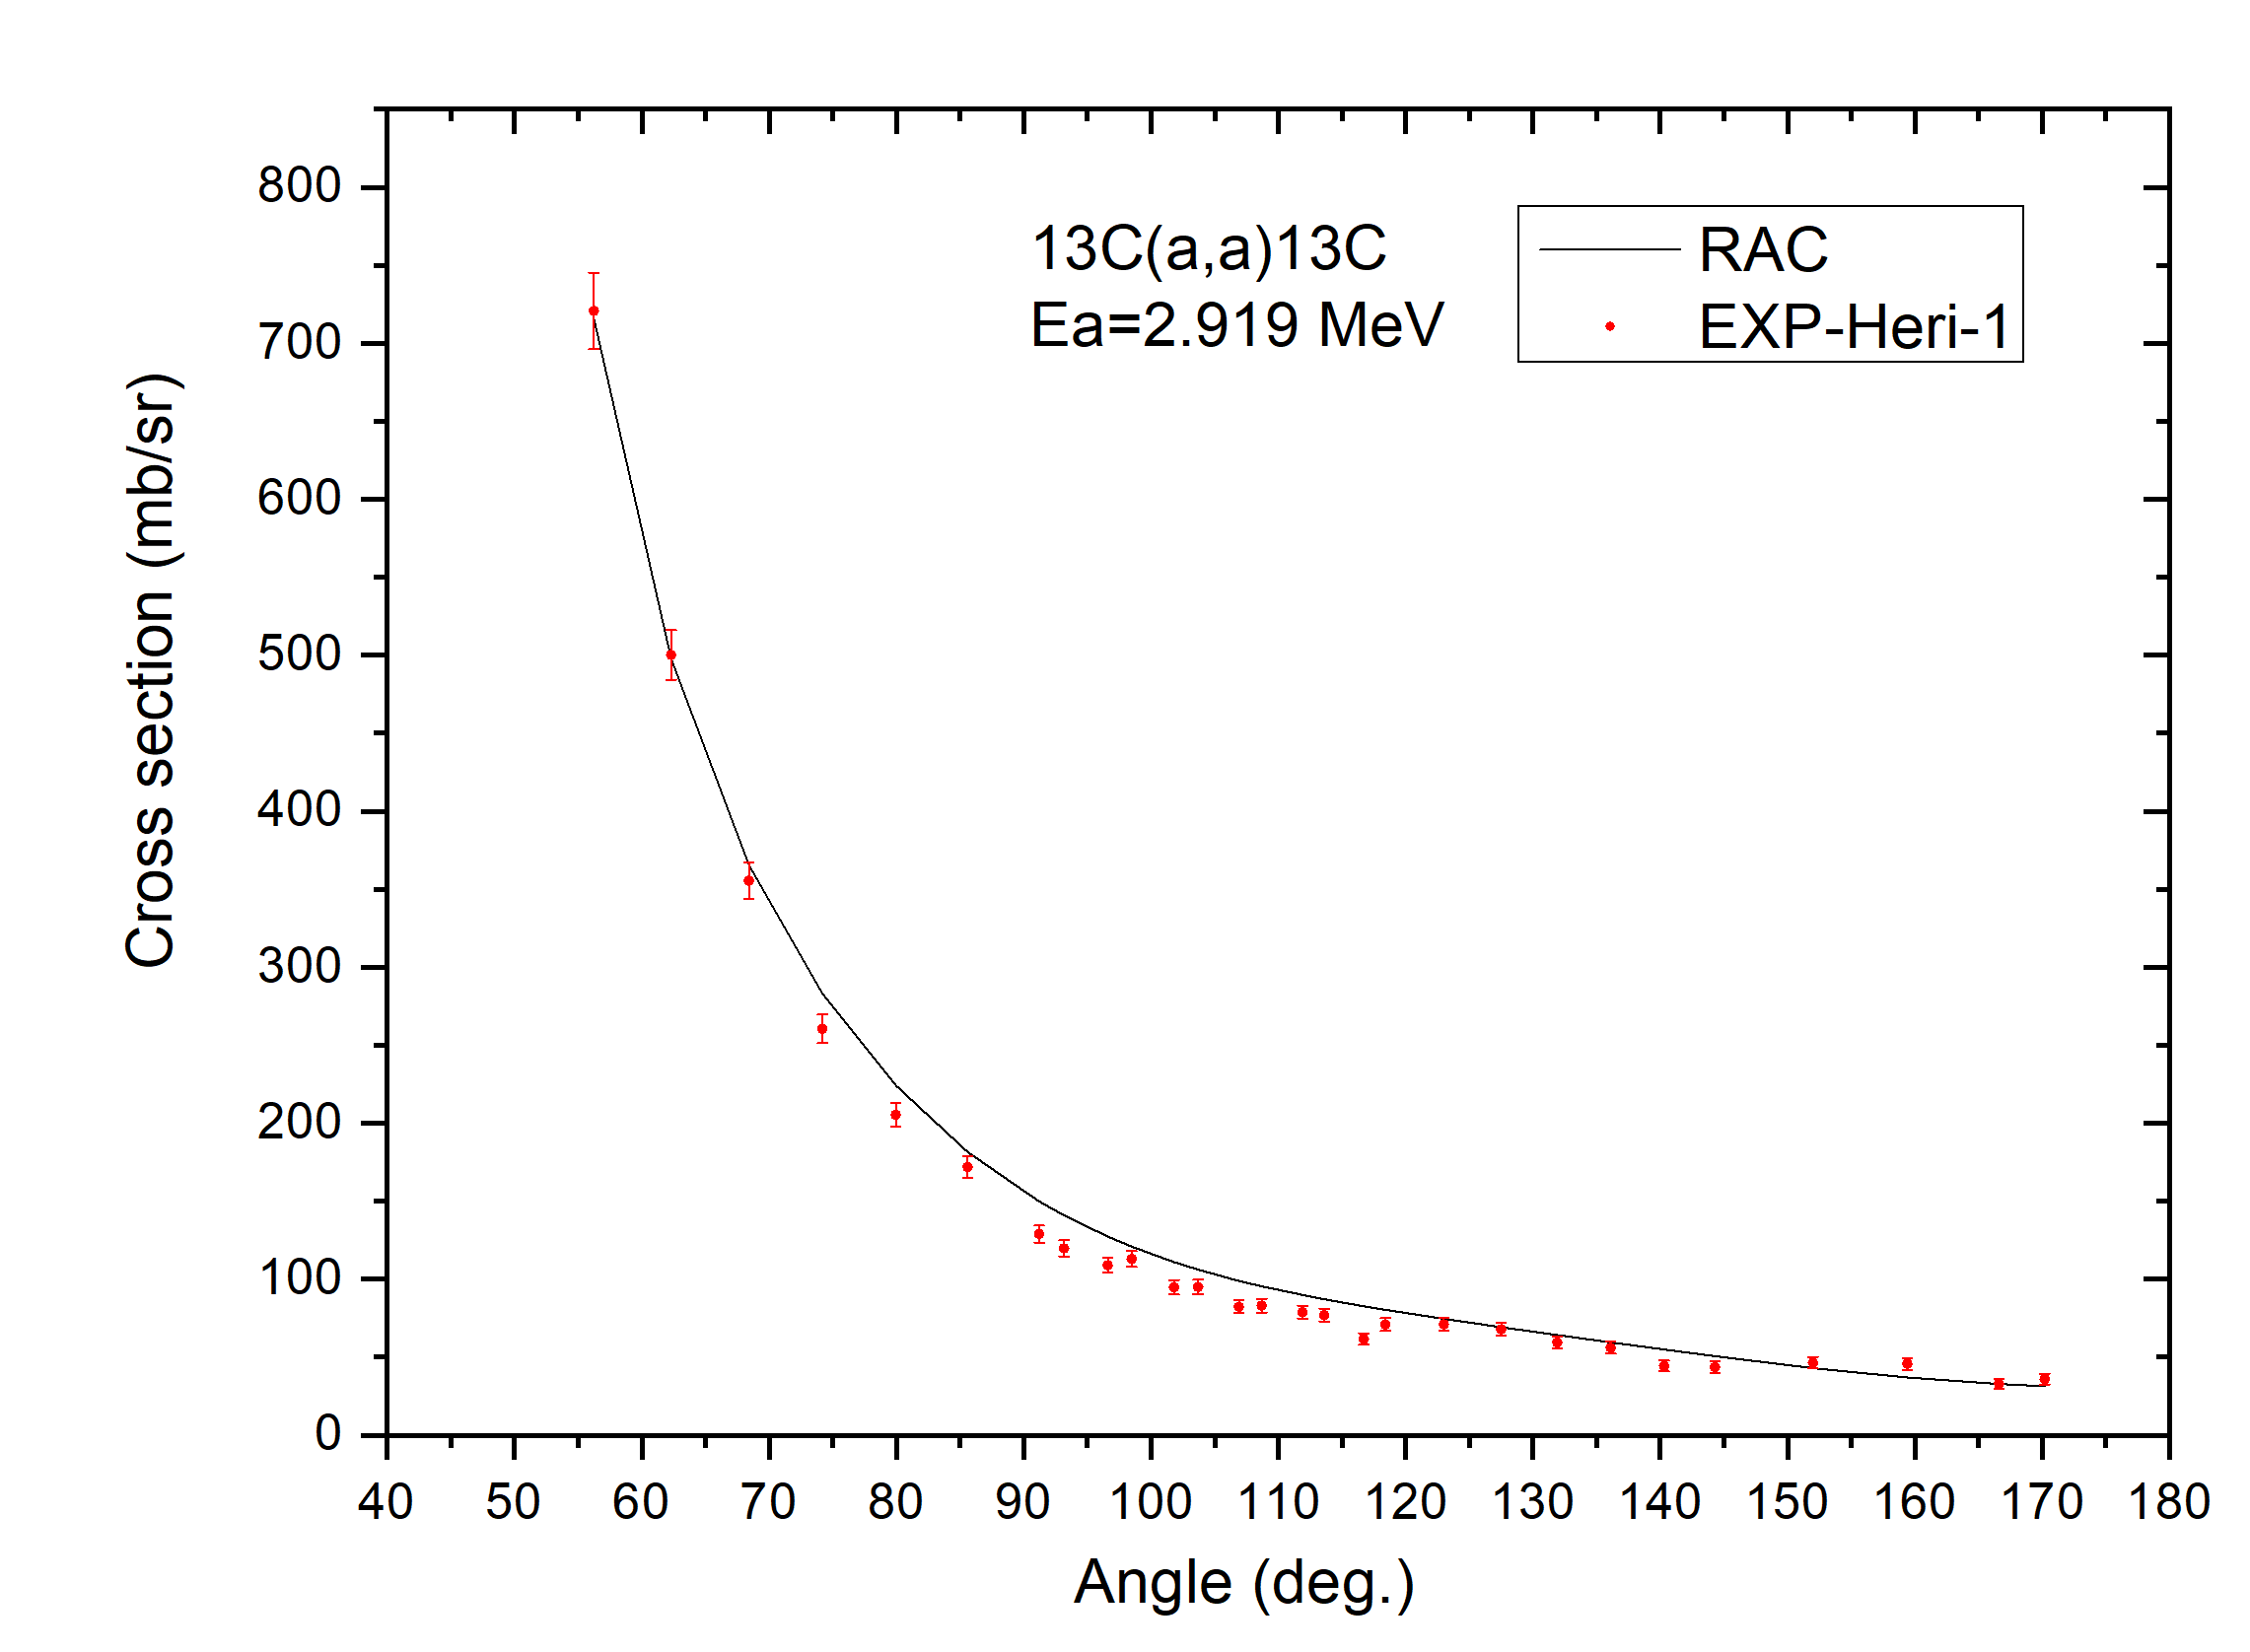 800
700
600
500
400
300
200
100
0
Cross section (mb/sr)
13C(a,a)13C
Ea=2.919 MeV
RAC
EXP-Heri-1
40 50 60 70 80 90 100 110 120 130 140 150 160 170 180
Angle (deg.)